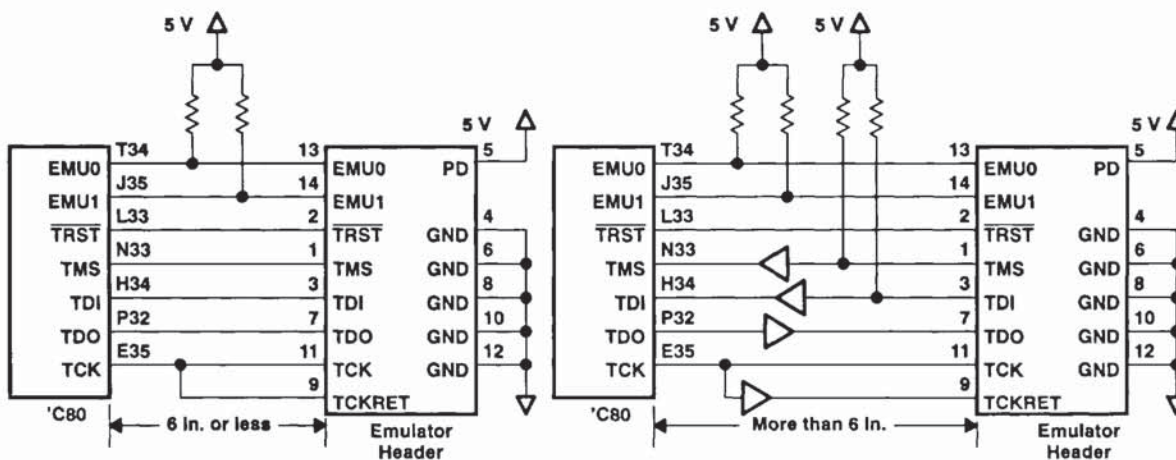 5 V
5 V
5 V
5 V
5 V
T34
13
EMU0
EMU0
PD
5
J35
14
EMU1
EMU1
L33
2
4
TRST
TRST
GND
N33
1
6
TMS
TMS
GND
H34
3
8
TDI
TDI
GND
P32
7
10
TDO
TDO
GND
E35
11
12
TCK
TCK
GND
9
TCKRET
'C80
6 In. or less
Emulator
Header
T34
13
EMU0
EMU0
PD
5
J35
14
EMU1
EMU1
L33
2
4
TRST
TRST
GND
N33
1
6
TMS
TMS
GND
H34
3
8
TDI
TDI
GND
P32
7
10
TDO
TDO
GND
E35
11
12
TCK
TCK
GND
9
TCKRET
'C80
More than 6 In.
Emulator
Header